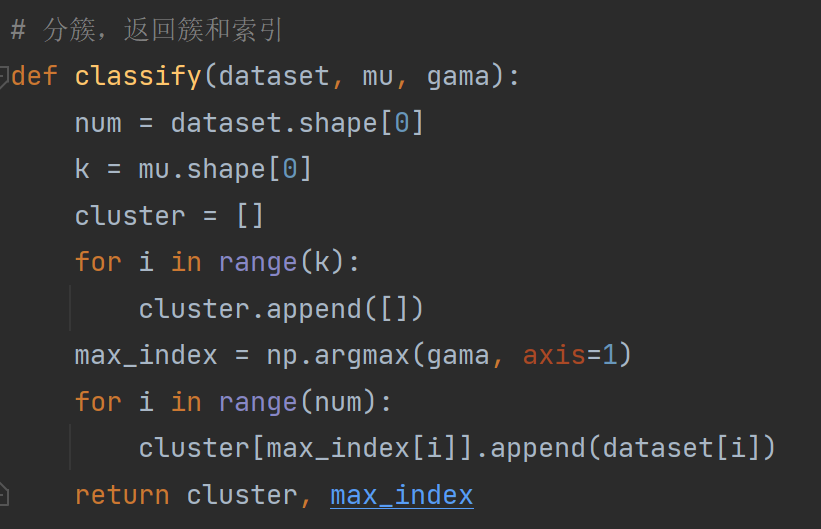 # 分簇，返回簇和索引
def classify(dataset, mu, gama):
    num = dataset.shape[0]
    k = mu.shape[0]
    cluster = []
    for i in range(k):
        cluster.append([])
    max_index = np.argmax(gama, axis=1)
    for i in range(num):
        cluster[max_index[i]].append(dataset[i])
    return cluster, max_index